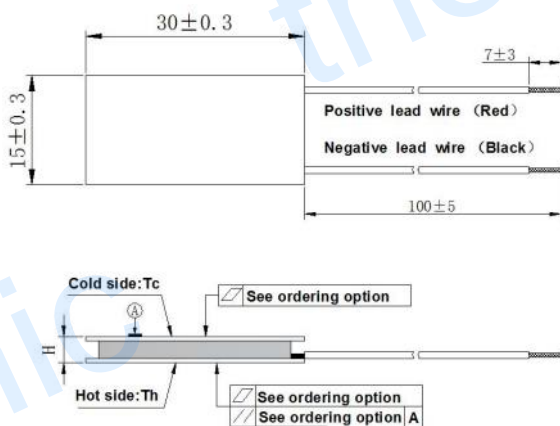 30±0.3
7±3
15±0.3
Positive lead wire (Red)
Negative lead wire (Black)
100±5
Cold side:Tc
See ordering option
A
H
Hot side:Th
See ordering option
// See ordering option A